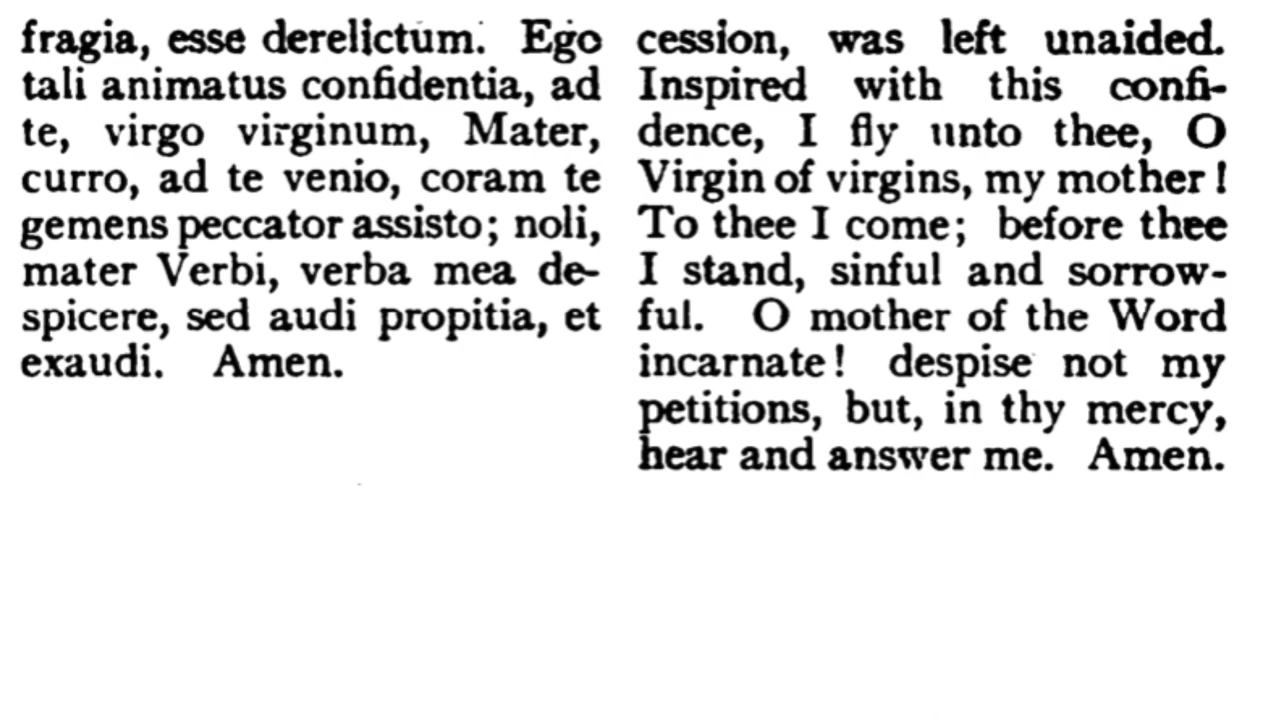 fragia, esse derelictum. Ego
tali animatus confidentia, ad
te, virgo virginum, Mater,
curro, ad te venio, coram te
gemens peccator assisto; noli,
mater Verbi, verba mea de-
spicere, sed audi propitia, et
exaudi. Amen.
cession, was left unaided.
Inspired with this confi-
dence, I fly unto thee, O
Virgin of virgins, my mother !
To thee I come; before thee
I stand, sinful and sorrow-
ful. O mother of the Word
incarnate! despise not my
petitions, but, in thy mercy,
hear and answer me. Amen.